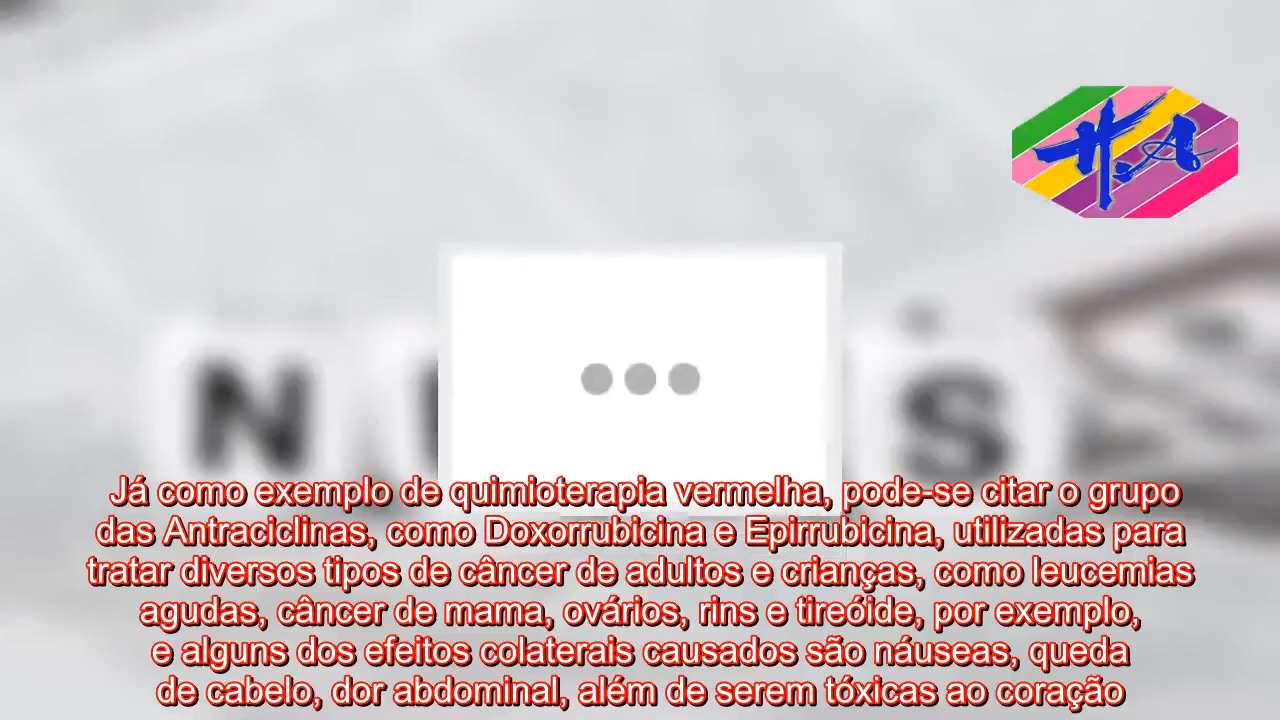 H.A
N
S
Já como exemplo de quimioterapia vermelha, pode-se citar o grupo
das Antraciclinas, como Doxorrubicina e Epirrubicina, utilizadas para
tratar diversos tipos de câncer de adultos e crianças, como leucemias
agudas, câncer de mama, ovários, rins e tireóide, por exemplo,
e alguns dos efeitos colaterais causados são náuseas, queda
de cabelo, dor abdominal, além de serem tóxicas ao coração